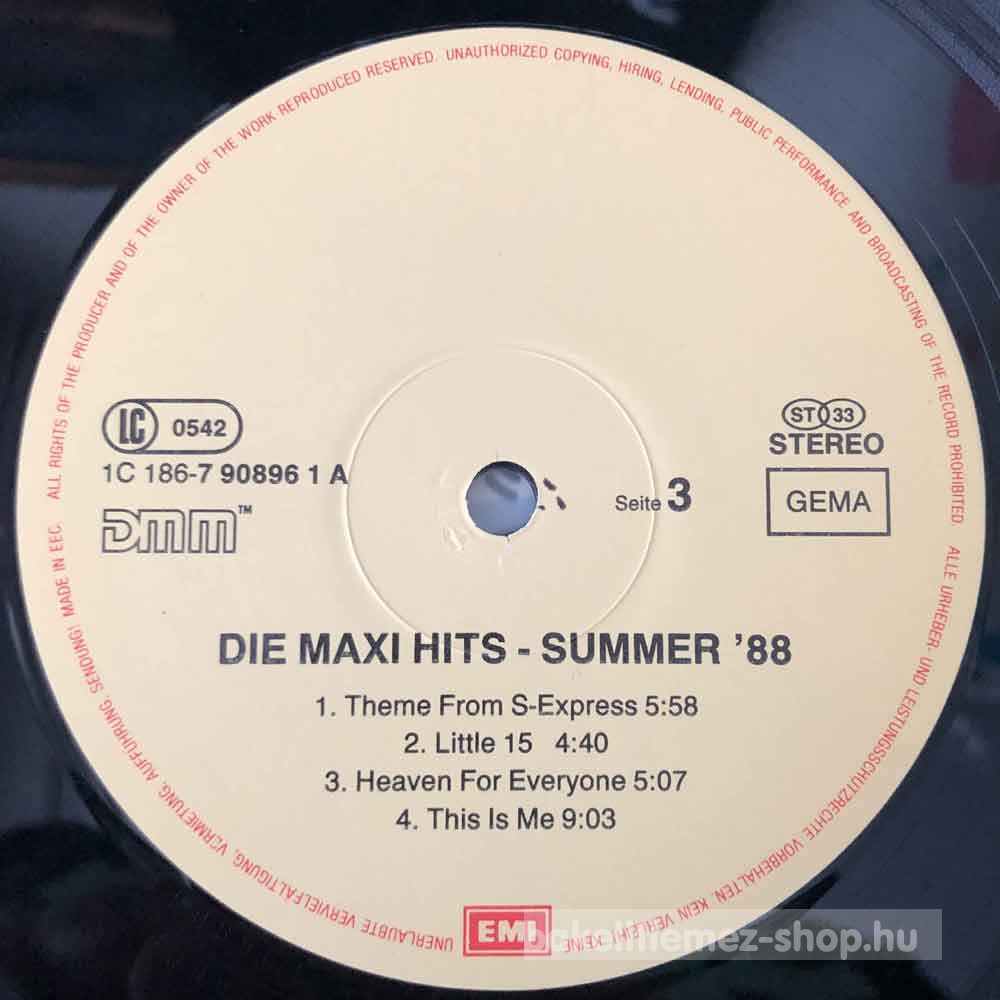 ALL RIGHTS OF THE PRODUCER AND OF THE OWNER OF THE WORK REPRODUCED RESERVED. UNAUTHORIZED COPYING, HIRING, LENDING, PUBLIC PERFORMANCE AND BROADCASTING OF THE RECORD PROHIBITED.
ALLE URHEBER- UND LEISTUNGSSCHUTZRECHTE VORBEHALTEN. KEIN VERLEIH! KEINE UNERLAUBTE VERVIELFÄLTIGUNG, VERMIETUNG, AUFFÜHRUNG, SENDUNG! MADE IN EEC.
LC 0542
1C 186-7 90896 1 A
DMM™
Seite 3
ST 33
STEREO
GEMA
DIE MAXI HITS - SUMMER ’88
1. Theme From S-Express 5:58
2. Little 15 4:40
3. Heaven For Everyone 5:07
4. This Is Me 9:03
EMI
bakelitlemez-shop.hu